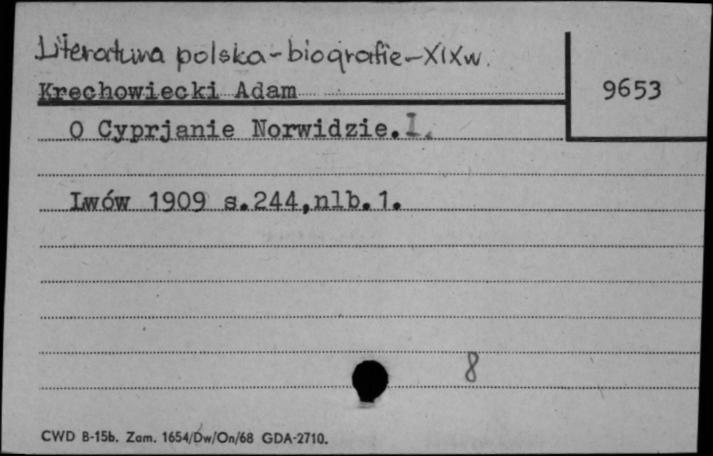 Literatura polska-biografie-XIXw.
Krechowiecki Adam
9653
O Cyprjanie Norwidzie. I.
Lwów 1909 s.244,nlb.1.
8
CWD B-15b. Zam. 1654/Dw/On/68 GDA-2710.